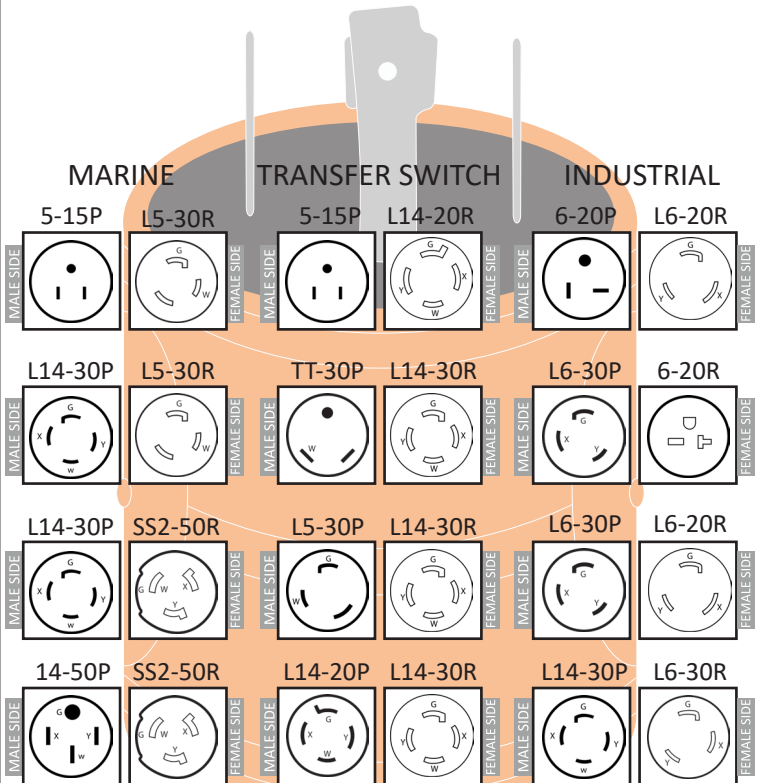 MARINE TRANSFER SWITCH INDUSTRIAL
5-15P L5-30R 5-15P L14-20R 6-20P L6-20R
MALE SIDE G W FEMALE SIDE MALE SIDE G Y X W FEMALE SIDE MALE SIDE G Y X FEMALE SIDE
L14-30P L5-30R TT-30P L14-30R L6-30P 6-20R
MALE SIDE G X Y W G W FEMALE SIDE MALE SIDE W G Y X W FEMALE SIDE MALE SIDE G X Y FEMALE SIDE
L14-30P SS2-50R L5-30P L14-30R L6-30P L6-20R
MALE SIDE G X Y W G W X Y FEMALE SIDE MALE SIDE G W G Y X W FEMALE SIDE MALE SIDE G X Y G Y X FEMALE SIDE
14-50P SS2-50R L14-20P L14-30R L14-30P L6-30R
MALE SIDE G X Y W G W X Y FEMALE SIDE MALE SIDE G X Y W G Y X W FEMALE SIDE MALE SIDE G X Y W G Y X FEMALE SIDE